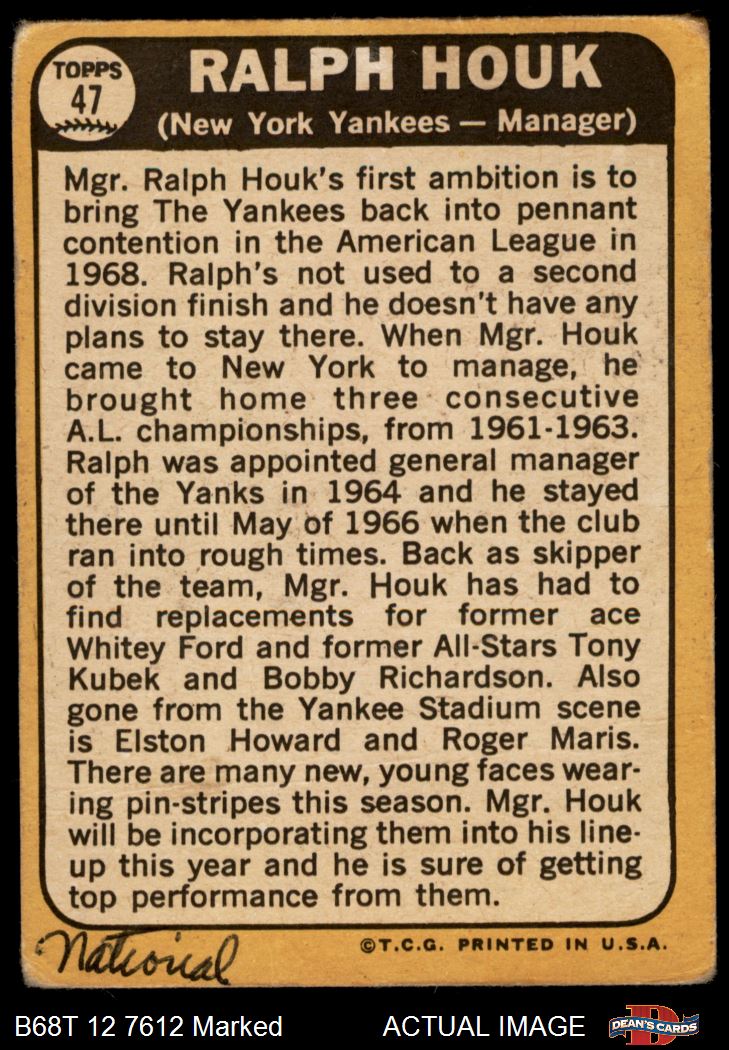 TOPPS
47
RALPH HOUK
(New York Yankees — Manager)
Mgr. Ralph Houk's first ambition is to
bring The Yankees back into pennant
contention in the American League in
1968. Ralph's not used to a second
division finish and he doesn't have any
plans to stay there. When Mgr. Houk
came to New York to manage, he
brought home three consecutive
A.L. championships, from 1961-1963.
Ralph was appointed general manager
of the Yanks in 1964 and he stayed
there until May of 1966 when the club
ran into rough times. Back as skipper
of the team, Mgr. Houk has had to
find replacements for former ace
Whitey Ford and former All-Stars Tony
Kubek and Bobby Richardson. Also
gone from the Yankee Stadium scene
is Elston Howard and Roger Maris.
There are many new, young faces wear-
ing pin-stripes this season. Mgr. Houk
will be incorporating them into his line-
up this year and he is sure of getting
top performance from them.
National
©T.C.G. PRINTED IN U.S.A.
B68T 12 7612 Marked
ACTUAL IMAGE
D
DEAN'S CARDS